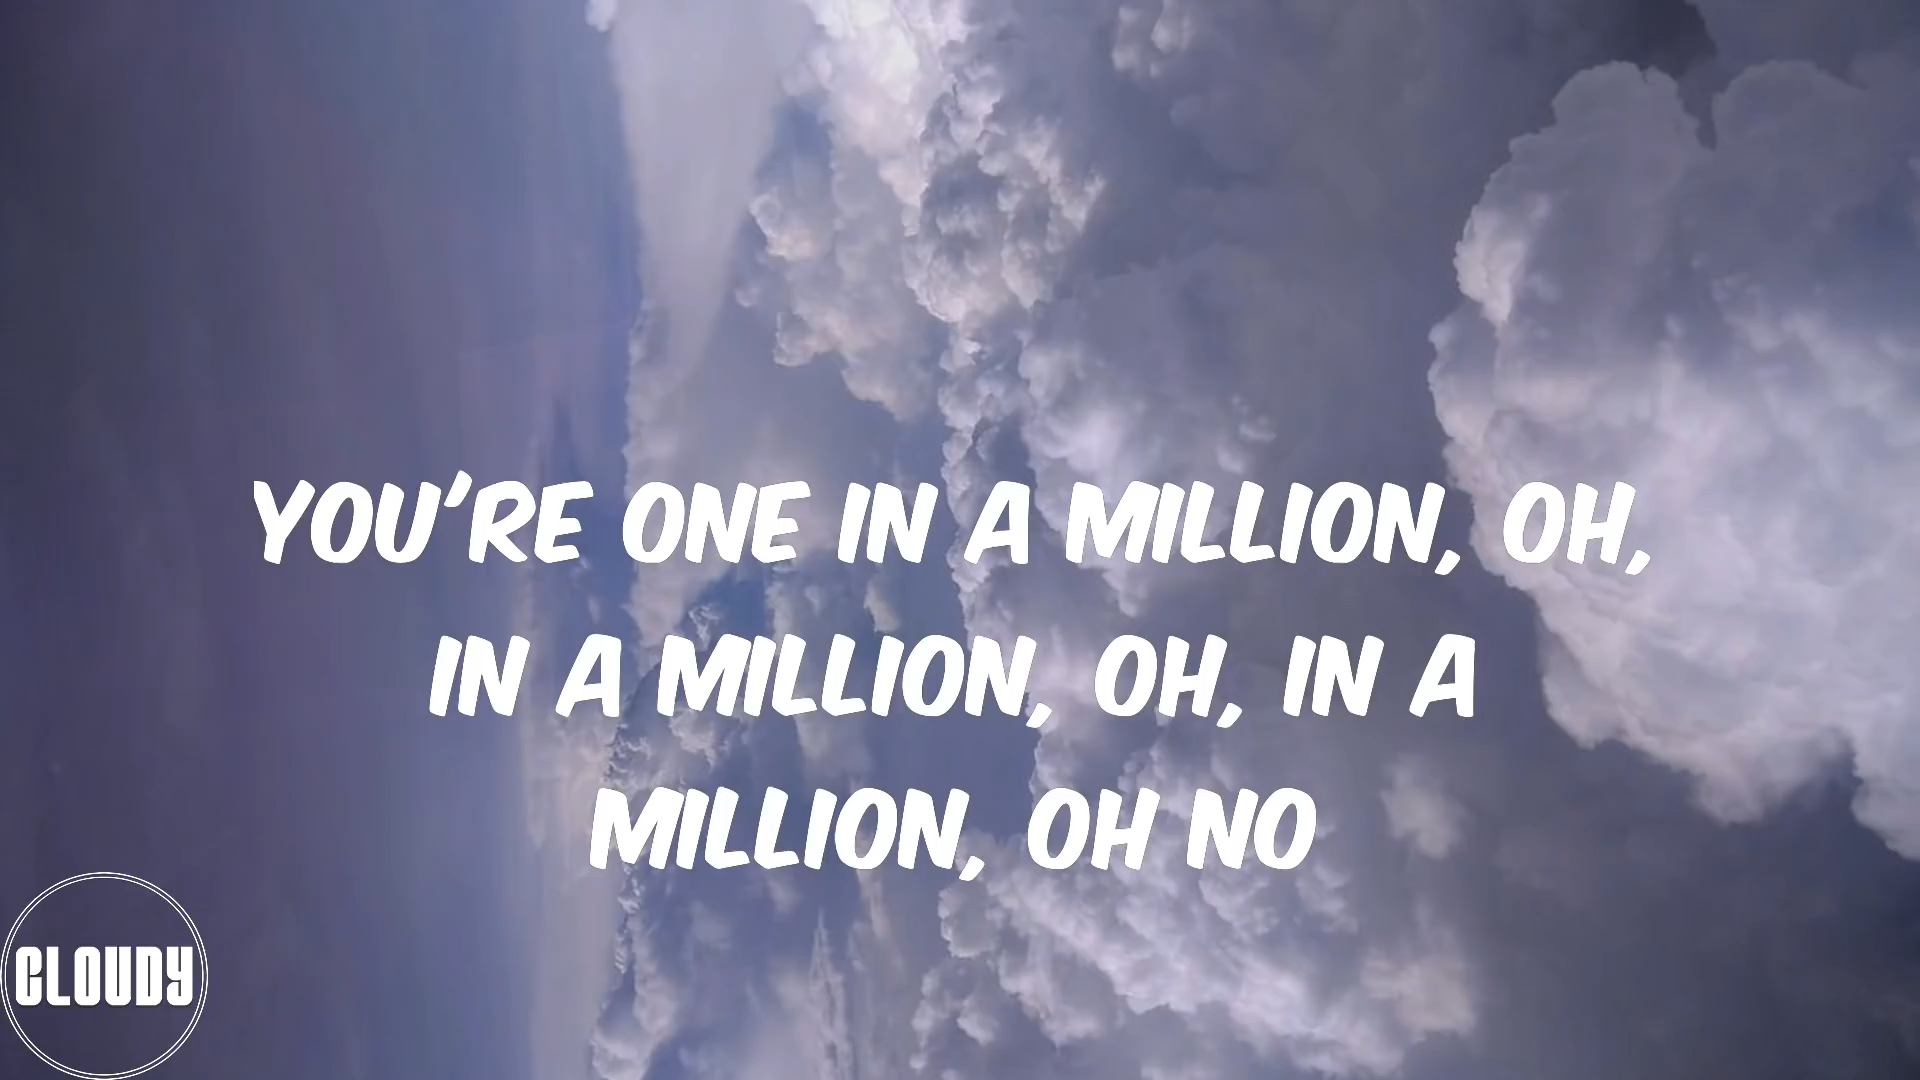 YOU'RE ONE IN A MILLION, OH,
IN A MILLION, OH, IN A
MILLION, OH NO
CLOUDY